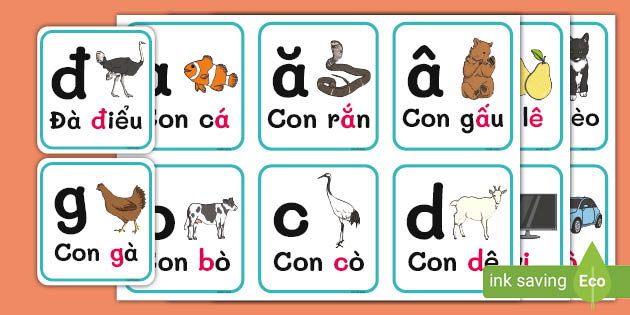 đ
Đà điểu
a
Con cá
ă
Con rắn
â
Con gấu
lê
èo
g
Con gà
b
Con bò
c
Con cò
d
Con dê
ink saving
Eco